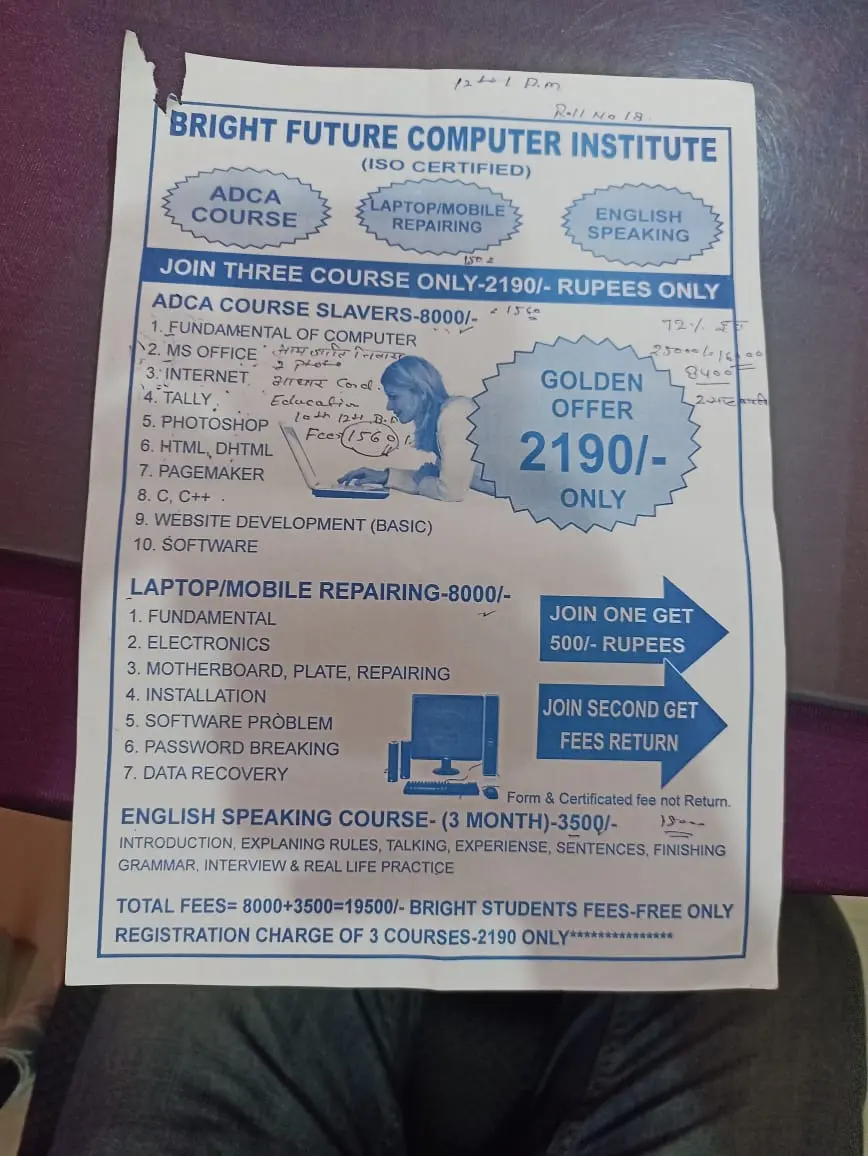 12 to 1 P.m
Roll No 18.
BRIGHT FUTURE COMPUTER INSTITUTE
(ISO CERTIFIED)
ADCA
COURSE
LAPTOP/MOBILE
REPAIRING
ENGLISH
SPEAKING
JOIN THREE COURSE ONLY-2190/- RUPEES ONLY
ADCA COURSE SLAVERS-8000/-
1560
1. FUNDAMENTAL OF COMPUTER
2. MS OFFICE
3. INTERNET
2 photo
आधार Card.
4. TALLY
Education
5. PHOTOSHOP
10th 12th B.A
6. HTML, DHTML
Fees 1560
7. PAGEMAKER
8. C, C++
9. WEBSITE DEVELOPMENT (BASIC)
10. SOFTWARE
72%
8400
GOLDEN
OFFER
2190/-
ONLY
LAPTOP/MOBILE REPAIRING-8000/-
1. FUNDAMENTAL
2. ELECTRONICS
3. MOTHERBOARD, PLATE, REPAIRING
4. INSTALLATION
5. SOFTWARE PROBLEM
6. PASSWORD BREAKING
7. DATA RECOVERY
JOIN ONE GET
500/- RUPEES
JOIN SECOND GET
FEES RETURN
Form & Certificated fee not Return.
ENGLISH SPEAKING COURSE- (3 MONTH)-3500/-
INTRODUCTION, EXPLANING RULES, TALKING, EXPERIENSE, SENTENCES, FINISHING
GRAMMAR, INTERVIEW & REAL LIFE PRACTICE
TOTAL FEES= 8000+3500=19500/- BRIGHT STUDENTS FEES-FREE ONLY
REGISTRATION CHARGE OF 3 COURSES-2190 ONLY***************